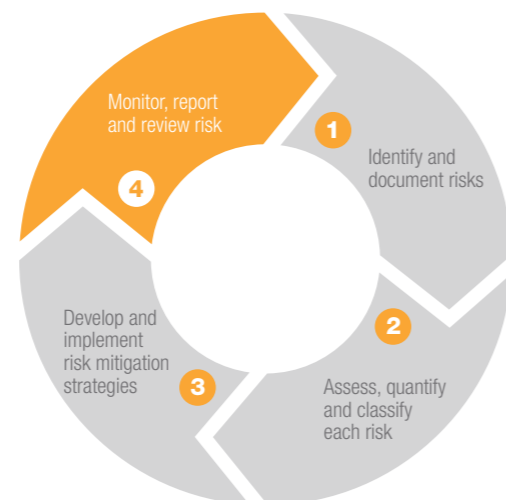 1
Identify and
document risks
2
Assess, quantify
and classify
each risk
3
Develop and
implement
risk mitigation
strategies
4
Monitor, report
and review risk